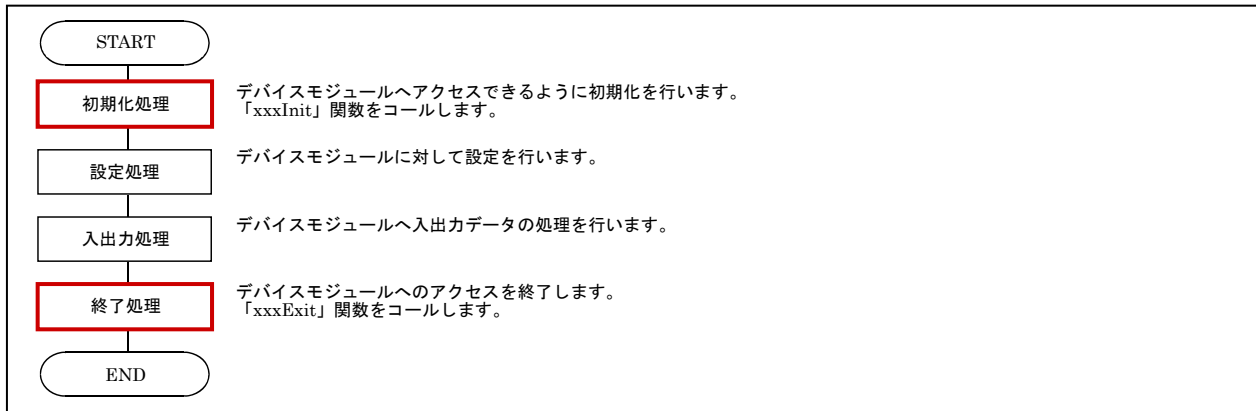 START
初期化処理
デバイスモジュールへアクセスできるように初期化を行います。
「xxxInit」関数をコールします。
設定処理
デバイスモジュールに対して設定を行います。
入出力処理
デバイスモジュールへ入出力データの処理を行います。
終了処理
デバイスモジュールへのアクセスを終了します。
「xxxExit」関数をコールします。
END